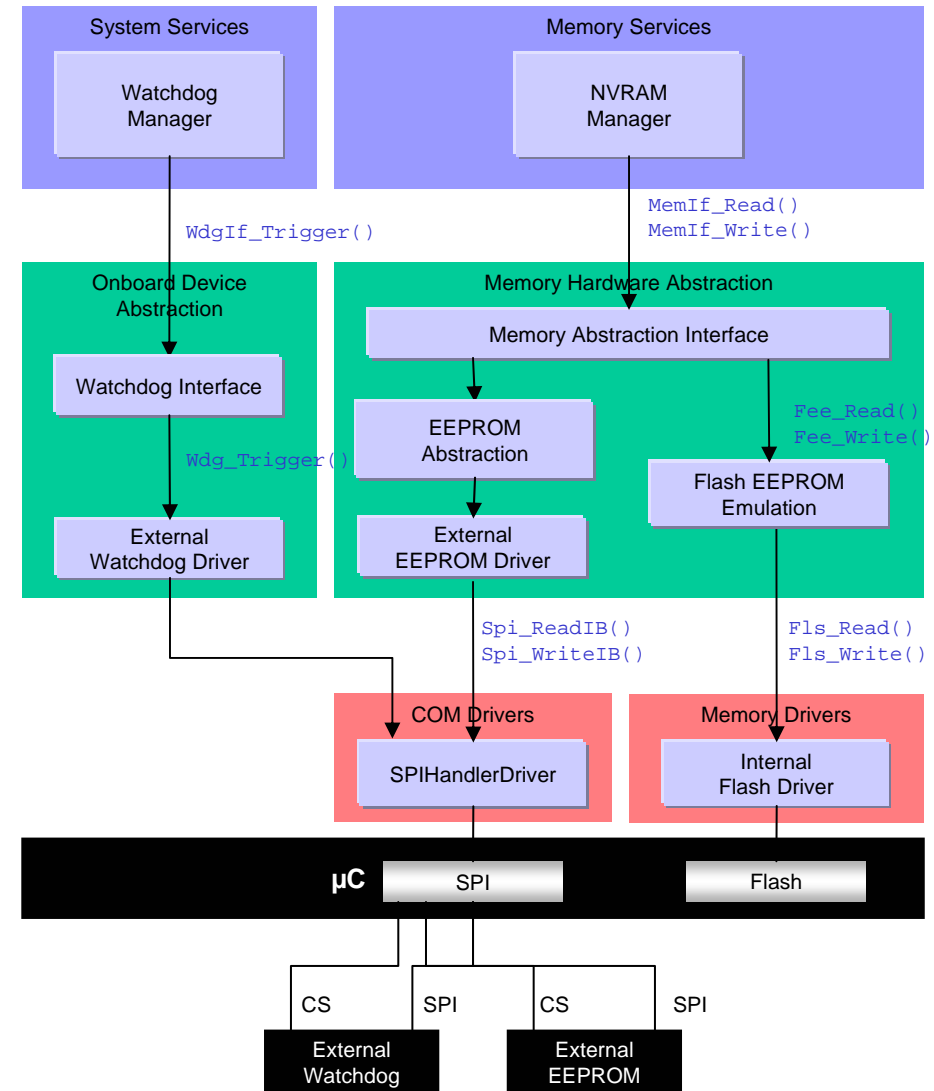 System Services
Memory Services
Watchdog
Manager
NVRAM
Manager
WdgIf_Trigger()
MemIf_Read()
MemIf_Write()
Onboard Device
Abstraction
Memory Hardware Abstraction
Memory Abstraction Interface
Watchdog Interface
EEPROM
Abstraction
Fee_Read()
Fee_Write()
Wdg_Trigger()
Flash EEPROM
Emulation
External
Watchdog Driver
External
EEPROM Driver
Spi_ReadIB()
Spi_WriteIB()
Fls_Read()
Fls_Write()
COM Drivers
Memory Drivers
SPIHandlerDriver
Internal
Flash Driver
µC
SPI
Flash
CS
SPI
CS
SPI
External
Watchdog
External
EEPROM